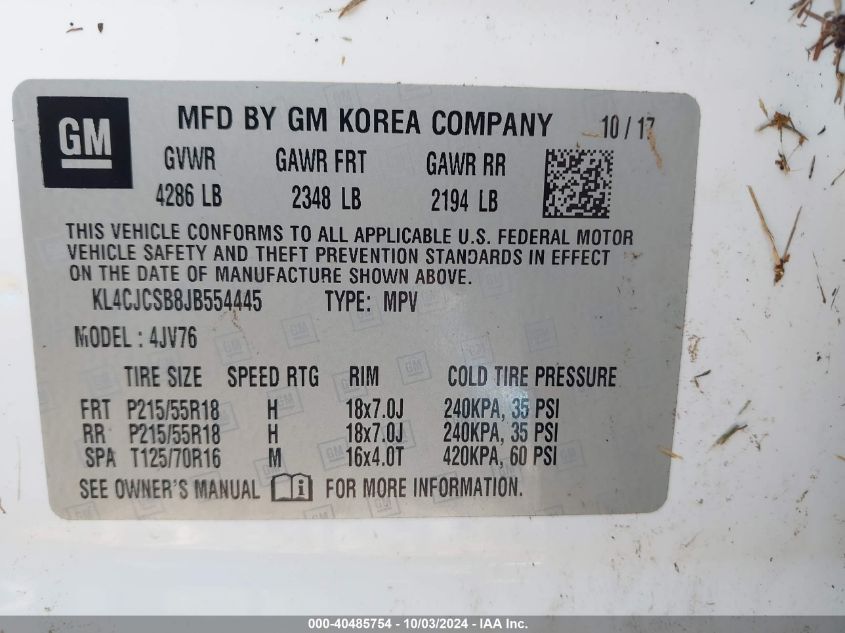 GM MFD BY GM KOREA COMPANY 10/17
GVWR GAWR FRT GAWR RR
4286 LB 2348 LB 2194 LB
THIS VEHICLE CONFORMS TO ALL APPLICABLE U.S. FEDERAL MOTOR
VEHICLE SAFETY AND THEFT PREVENTION STANDARDS IN EFFECT
ON THE DATE OF MANUFACTURE SHOWN ABOVE.
KL4CJCSB8JB554445 TYPE: MPV
MODEL : 4JV76
TIRE SIZE SPEED RTG RIM COLD TIRE PRESSURE
FRT P215/55R18 H 18x7.0J 240KPA, 35 PSI
RR P215/55R18 H 18x7.0J 240KPA, 35 PSI
SPA T125/70R16 M 16x4.0T 420KPA, 60 PSI
SEE OWNER'S MANUAL FOR MORE INFORMATION.
000-40485754 - 10/03/2024 - IAA Inc.